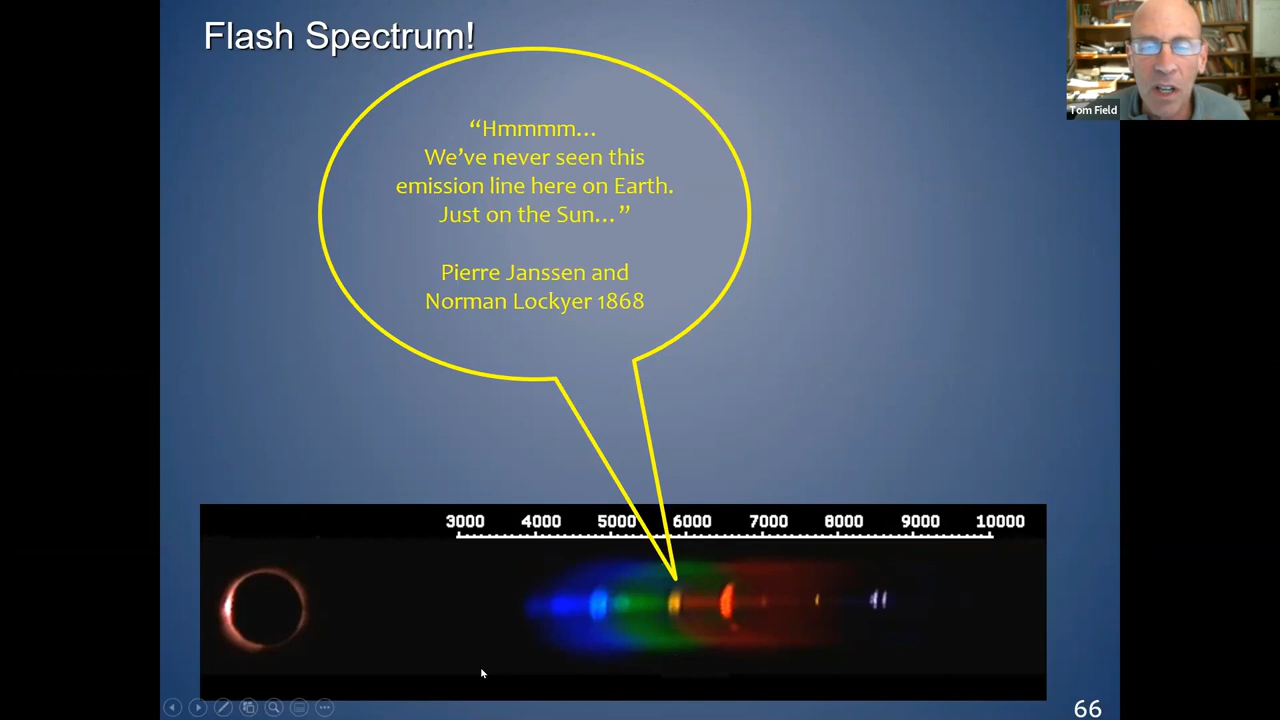 Flash Spectrum!
Tom Field
“Hmmmm…
We’ve never seen this
emission line here on Earth.
Just on the Sun…”
Pierre Janssen and
Norman Lockyer 1868
3000 4000 5000 6000 7000 8000 9000 10000
66